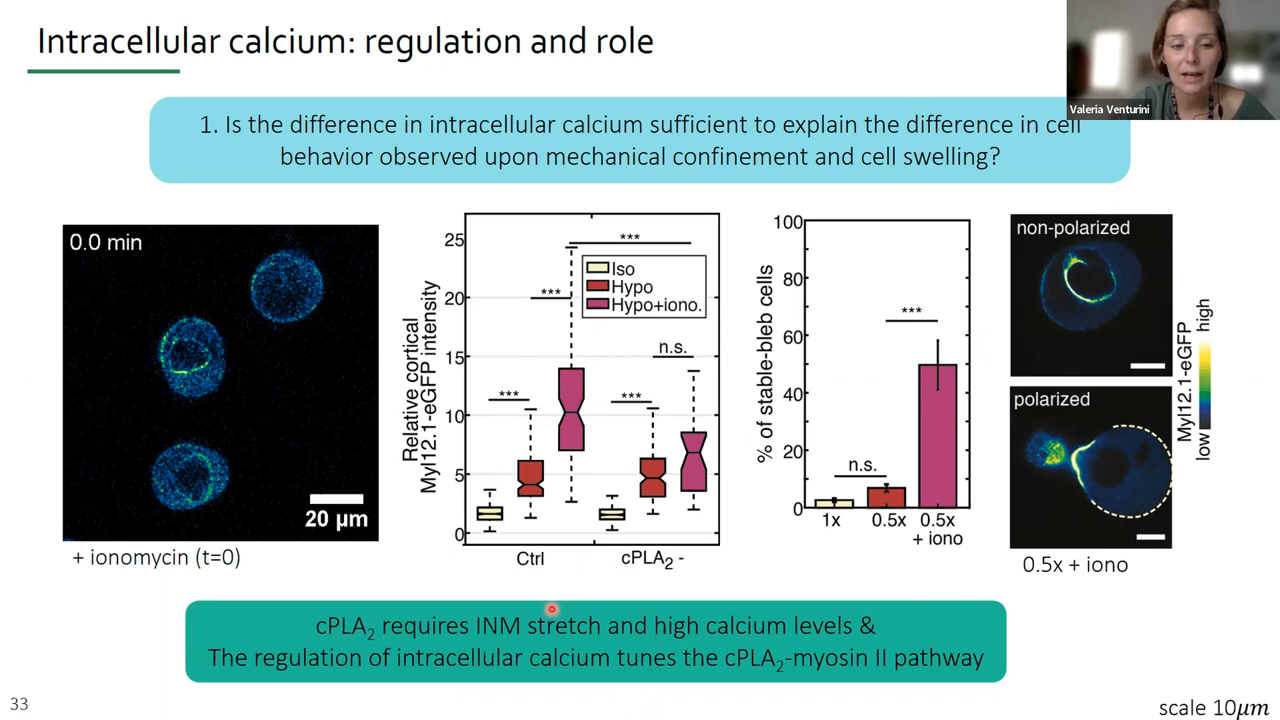 Intracellular calcium: regulation and role
Valeria Venturini
1. Is the difference in intracellular calcium sufficient to explain the difference in cell
behavior observed upon mechanical confinement and cell swelling?
0.0 min
20 μm
+ ionomycin (t=0)
Relative cortical
Myl12.1-eGFP intensity
25
20
15
10
5
0
***
***
***
***
n.s.
Iso
Hypo
Hypo+iono.
Ctrl
cPLA₂ -
% of stable-bleb cells
100
80
60
40
20
0
n.s.
***
1x
0.5x
0.5x
+ iono
non-polarized
polarized
Myl12.1-eGFP
low
high
0.5x + iono
cPLA₂ requires INM stretch and high calcium levels &
The regulation of intracellular calcium tunes the cPLA₂-myosin II pathway
33
scale 10μm